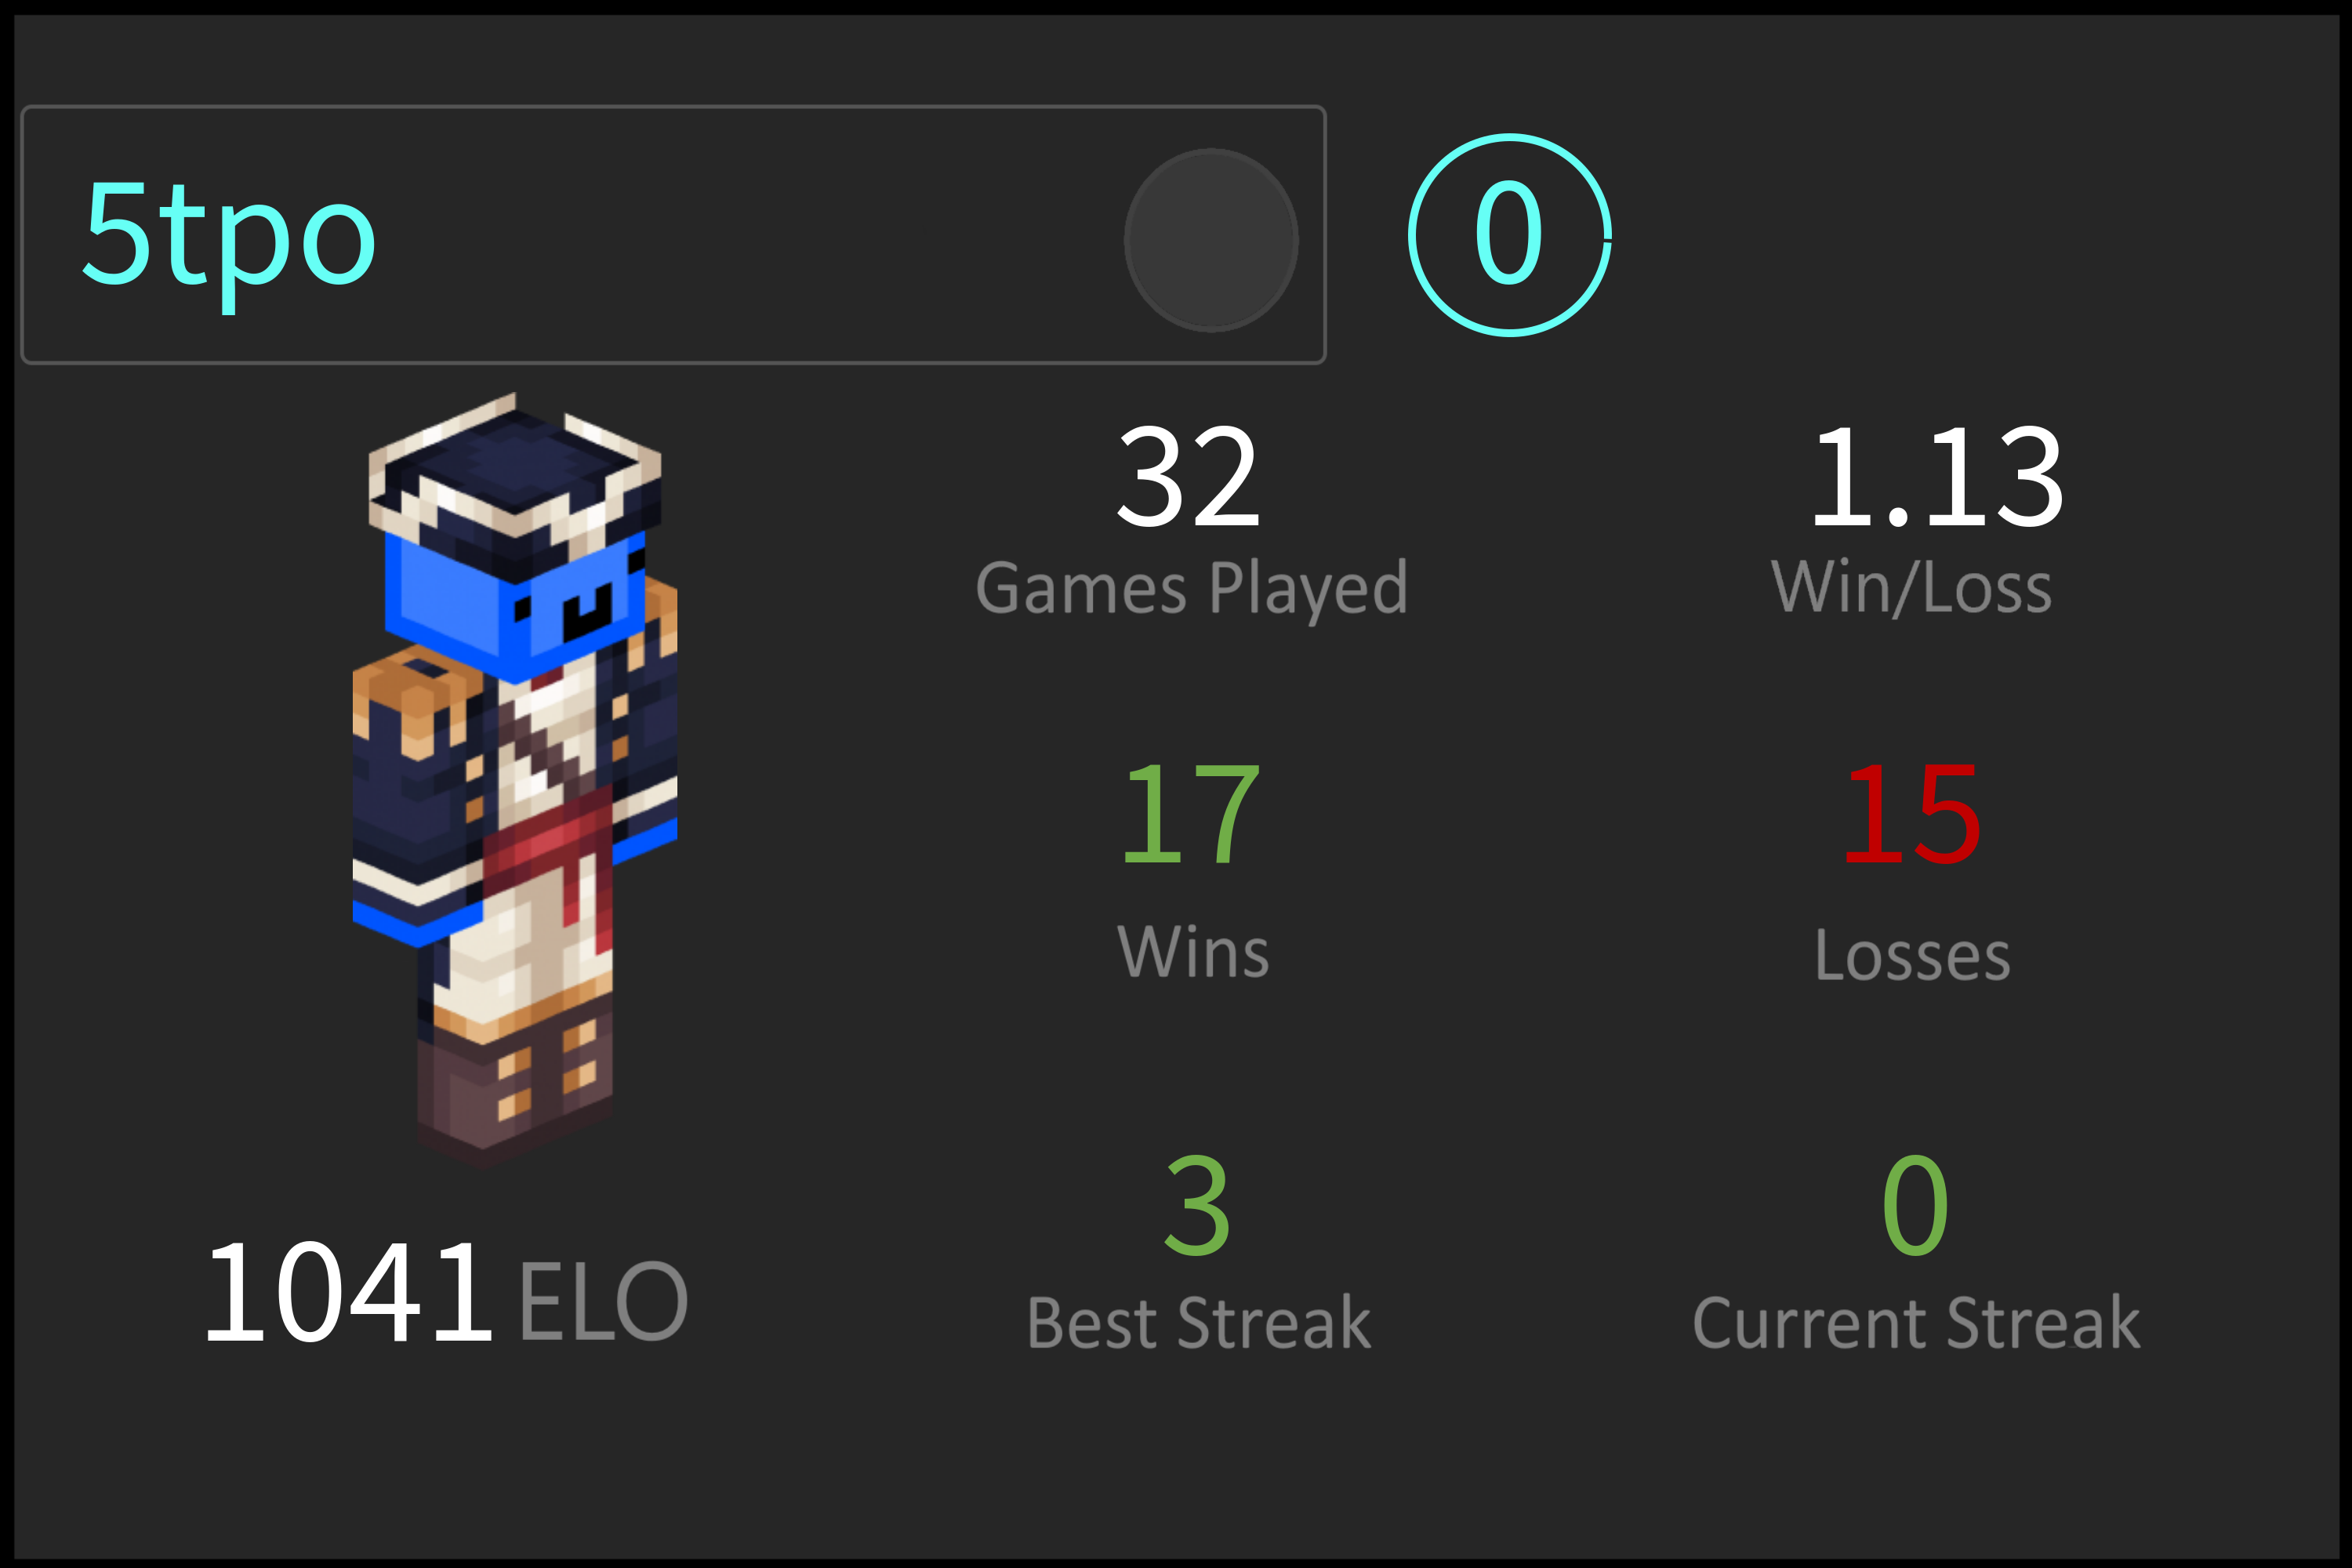 5tpo
0
32
Games Played
1.13
Win/Loss
17
Wins
15
Losses
3
Best Streak
0
Current Streak
1041 ELO